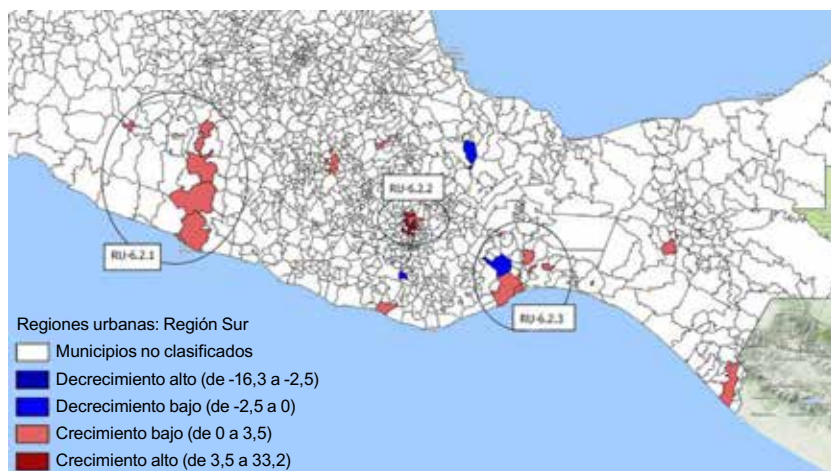 RU-6.2.2
RU-6.2.1
RU-6.2.3
Regiones urbanas: Región Sur
Municipios no clasificados
Decrecimiento alto (de -16,3 a -2,5)
Decrecimiento bajo (de -2,5 a 0)
Crecimiento bajo (de 0 a 3,5)
Crecimiento alto (de 3,5 a 33,2)